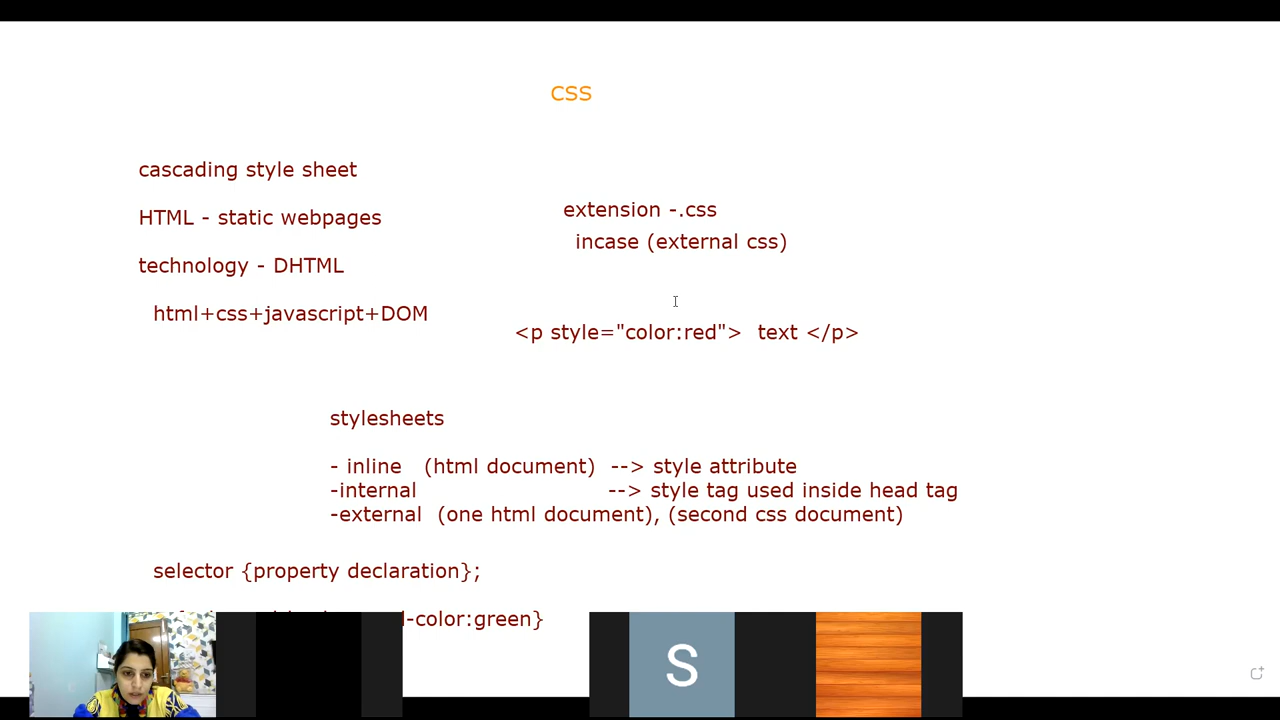 css
cascading style sheet
HTML - static webpages
technology - DHTML
html+css+javascript+DOM
extension -.css
incase (external css)
<p style="color:red">  text </p>
stylesheets
- inline   (html document)  --> style attribute
-internal                             --> style tag used inside head tag
-external  (one html document), (second css document)
selector {property declaration};
-color:green}
S